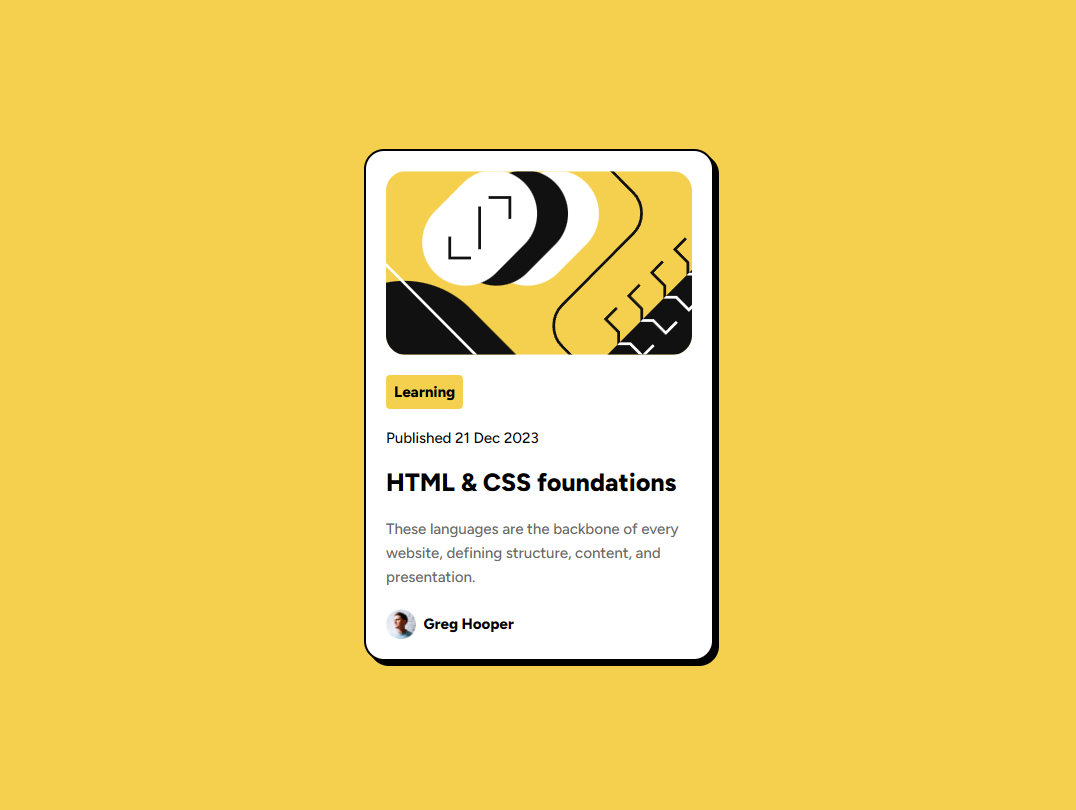 Learning
Published 21 Dec 2023
HTML & CSS foundations
These languages are the backbone of every
website, defining structure, content, and
presentation.
Greg Hooper